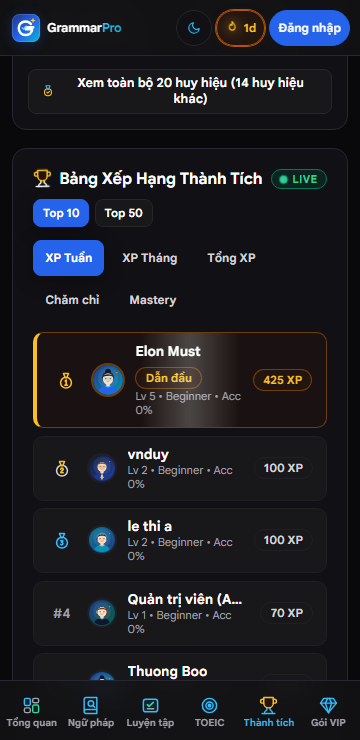 GrammarPro
1d
Đăng nhập
Xem toàn bộ 20 huy hiệu (14 huy hiệu
khác)
Bảng Xếp Hạng Thành Tích
LIVE
Top 10
Top 50
XP Tuần
XP Tháng
Tổng XP
Chăm chỉ
Mastery
1
Elon Must
Dẫn đầu
Lv 5 • Beginner • Acc
0%
425 XP
2
vnduy
Lv 2 • Beginner • Acc
0%
100 XP
3
le thi a
Lv 2 • Beginner • Acc
0%
100 XP
#4
Quản trị viên (A...
Lv 1 • Beginner • Acc
0%
70 XP
Thuong Boo
Tổng quan
Ngữ pháp
Luyện tập
TOEIC
Thành tích
Gói VIP